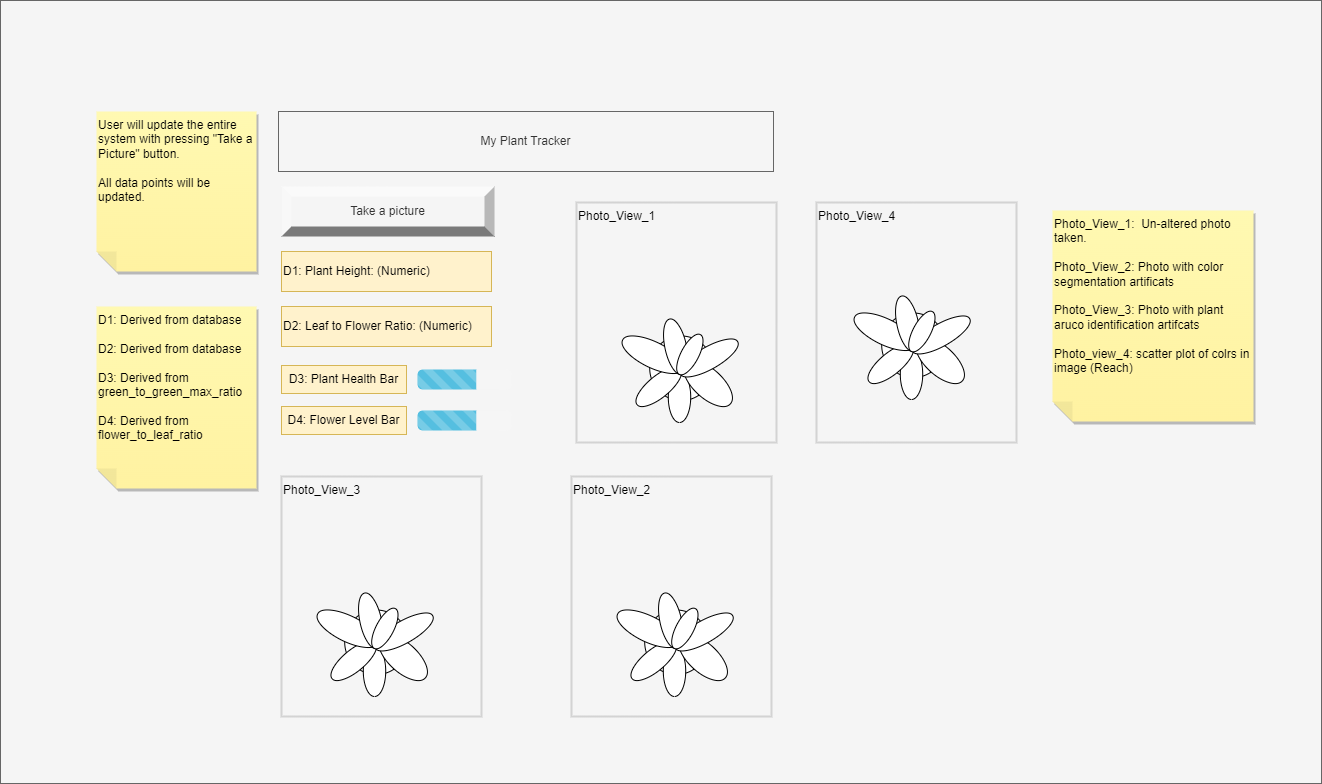 User will update the entire
system with pressing "Take a
Picture" button.
All data points will be
updated.
My Plant Tracker
Take a picture
D1: Plant Height: (Numeric)
D2: Leaf to Flower Ratio: (Numeric)
D3: Plant Health Bar
D4: Flower Level Bar
D1: Derived from database
D2: Derived from database
D3: Derived from
green_to_green_max_ratio
D4: Derived from
flower_to_leaf_ratio
Photo_View_1
Photo_View_4
Photo_View_1:  Un-altered photo
taken.
Photo_View_2: Photo with color
segmentation artificats
Photo_View_3: Photo with plant
aruco identification artifcats
Photo_view_4: scatter plot of colrs in
image (Reach)
Photo_View_3
Photo_View_2